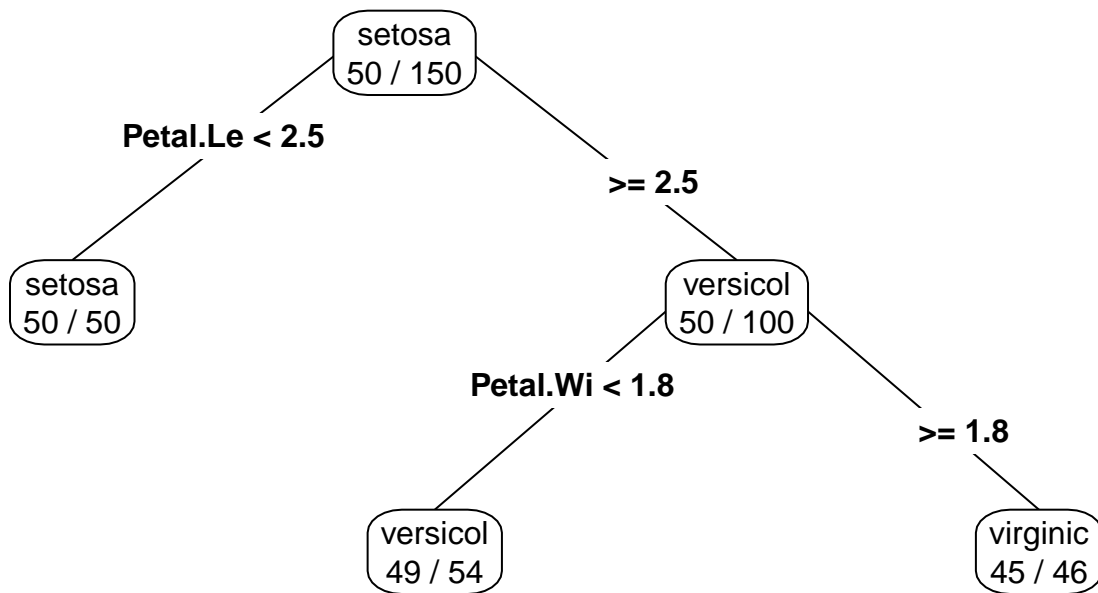 setosa
50 / 150
Petal.Le < 2.5
>= 2.5
setosa
50 / 50
versicol
50 / 100
Petal.Wi < 1.8
>= 1.8
versicol
49 / 54
virginic
45 / 46